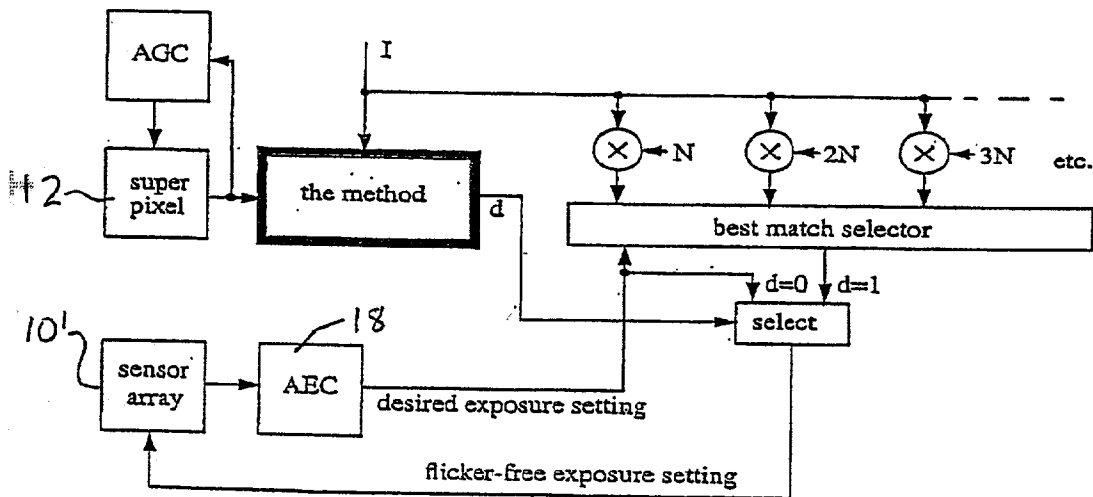 AGC
I
N
2N
3N
etc.
112
super
pixel
the method
d
best match selector
d=0
d=1
select
10'
18
sensor
array
AEC
desired exposure setting
flicker-free exposure setting